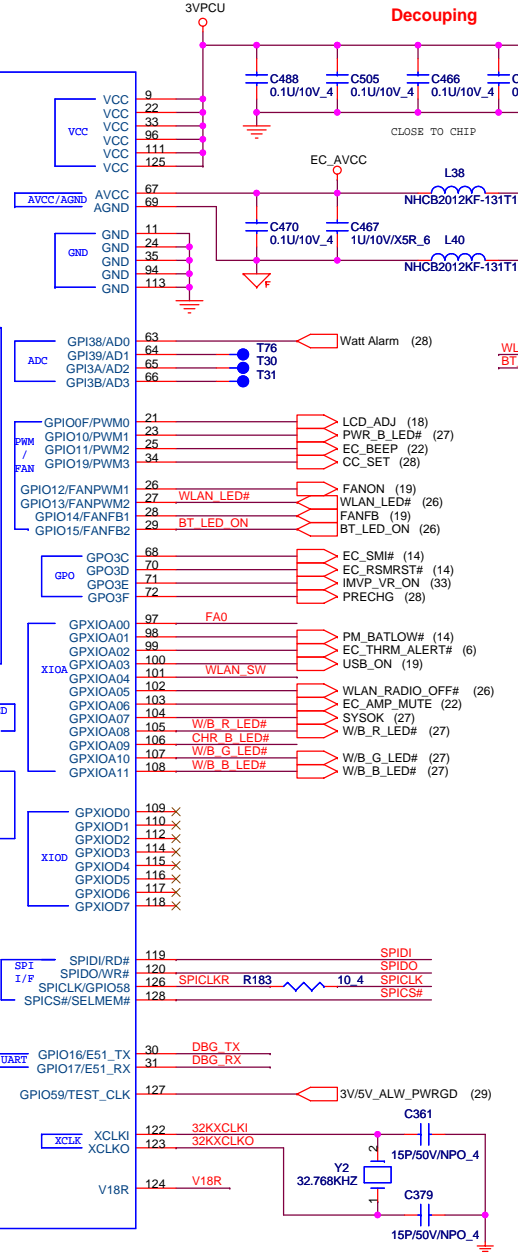 3VPCU
Decouping
C488 C505 C466
0.1U/10V_4 0.1U/10V_4 0.1U/10V_4
CLOSE TO CHIP
VCC
VCC 9
VCC 22
VCC 33
VCC 96
VCC 111
VCC 125
EC_AVCC
L38
NHCB2012KF-131T1
AVCC/AGND
AVCC 67
AGND 69
C470 C467
0.1U/10V_4 1U/10V/X5R_6
L40
NHCB2012KF-131T1
F
GND
GND 11
GND 24
GND 35
GND 94
GND 113
ADC
GPI38/AD0 63 Watt Alarm (28)
GPI39/AD1 64 T76
GPI3A/AD2 65 T30
GPI3B/AD3 66 T31
WL
BT
PWM
/
FAN
GPIO0F/PWM0 21 LCD_ADJ (18)
GPIO10/PWM1 23 PWR_B_LED# (27)
GPIO11/PWM2 25 EC_BEEP (22)
GPIO19/PWM3 34 CC_SET (28)
GPIO12/FANPWM1 26 FANON (19)
GPIO13/FANPWM2 27 WLAN_LED# WLAN_LED# (26)
GPIO14/FANFB1 28 FANFB (19)
GPIO15/FANFB2 29 BT_LED_ON BT_LED_ON (26)
GPO
GPO3C 68 EC_SMI# (14)
GPO3D 70 EC_RSMRST# (14)
GPO3E 71 IMVP_VR_ON (33)
GPO3F 72 PRECHG (28)
XIOA
GPXIOA00 97 FA0
GPXIOA01 98 PM_BATLOW# (14)
GPXIOA02 99 EC_THRM_ALERT# (6)
GPXIOA03 100 USB_ON (19)
GPXIOA04 101 WLAN_SW
GPXIOA05 102 WLAN_RADIO_OFF# (26)
GPXIOA06 103 EC_AMP_MUTE (22)
GPXIOA07 104 SYSOK (27)
GPXIOA08 105 W/B_R_LED# W/B_R_LED# (27)
GPXIOA09 106 CHR_B_LED#
GPXIOA10 107 W/B_G_LED# W/B_G_LED# (27)
GPXIOA11 108 W/B_B_LED# W/B_B_LED# (27)
D
XIOD
GPXIOD0 109
GPXIOD1 110
GPXIOD2 112
GPXIOD3 114
GPXIOD4 115
GPXIOD5 116
GPXIOD6 117
GPXIOD7 118
SPI
I/F
SPIDI/RD# 119 SPIDI
SPIDO/WR# 120 SPIDO
SPICLK/GPIO58 126 SPICLKR R183 10_4 SPICLK
SPICS#/SELMEM# 128 SPICS#
UART
GPIO16/E51_TX 30 DBG_TX
GPIO17/E51_RX 31 DBG_RX
GPIO59/TEST_CLK 127 3V/5V_ALW_PWRGD (29)
XCLK
XCLKI 122 32KXCLKI
XCLKO 123 32KXCLKO
C361
15P/50V/NPO_4
2
Y2
32.768KHZ
1
V18R 124 V18R
C379
15P/50V/NPO_4